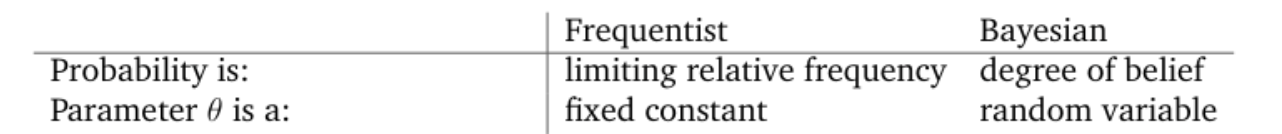 Frequentist Bayesian
Probability is: limiting relative frequency degree of belief
Parameter θ is a: fixed constant random variable